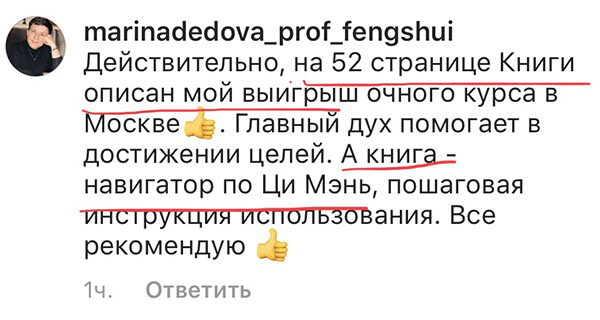 marinadedova_prof_fengshui
Действительно, на 52 странице Книги
описан мой выигрыш очного курса в
Москве👍. Главный дух помогает в
достижении целей. А книга -
навигатор по Ци Мэнь, пошаговая
инструкция использования. Все
рекомендую 👍
1ч. Ответить